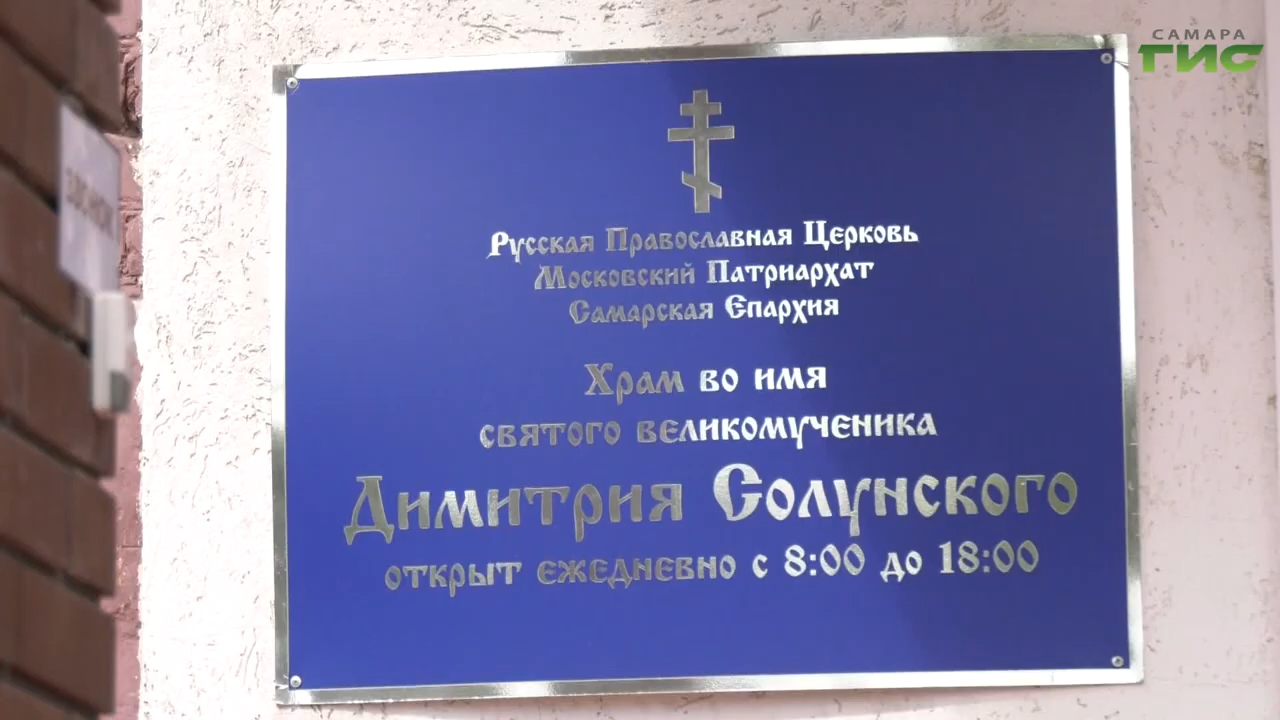 САМАРА
ГИС
Русская Православная Церковь
Московский Патриархат
Самарская Епархия
Храм во имя
святого великомученика
Димитрия Солунского
открыт ежедневно с 8:00 до 18:00